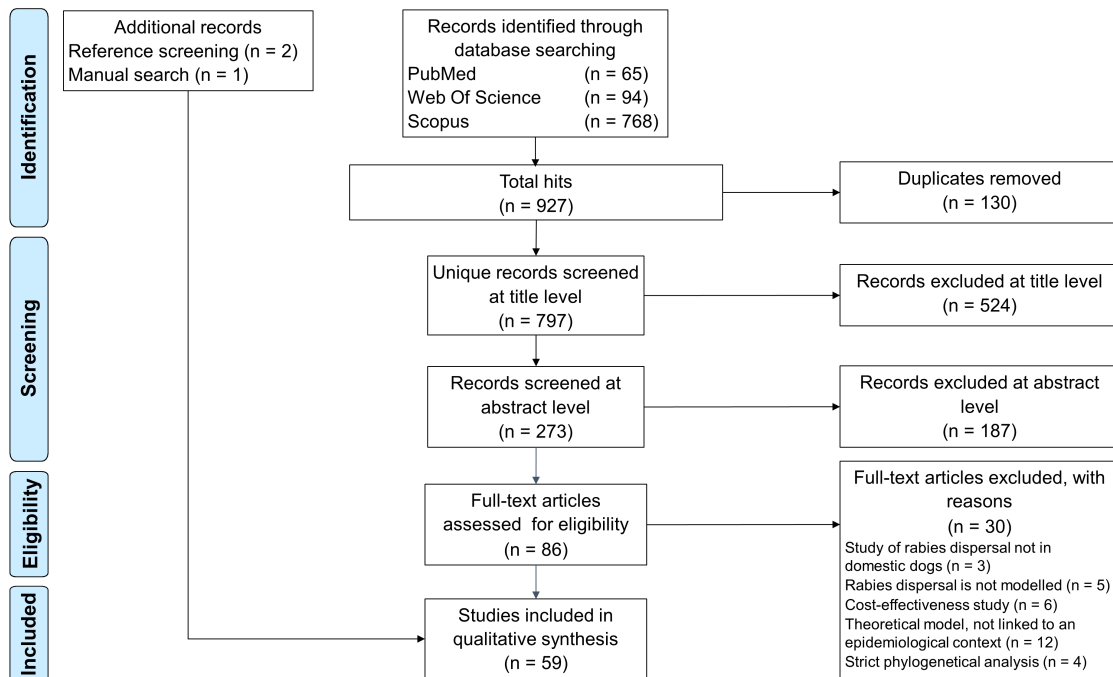 Identification
Additional records
Reference screening (n = 2)
Manual search (n = 1)
Records identified through
database searching
PubMed (n = 65)
Web Of Science (n = 94)
Scopus (n = 768)
Total hits
(n = 927)
Duplicates removed
(n = 130)
Screening
Unique records screened
at title level
(n = 797)
Records excluded at title level
(n = 524)
Records screened at
abstract level
(n = 273)
Records excluded at abstract
level
(n = 187)
Eligibility
Full-text articles
assessed for eligibility
(n = 86)
Full-text articles excluded, with
reasons
(n = 30)
Study of rabies dispersal not in
domestic dogs (n = 3)
Rabies dispersal is not modelled (n = 5)
Cost-effectiveness study (n = 6)
Theoretical model, not linked to an
epidemiological context (n = 12)
Strict phylogenetical analysis (n = 4)
Included
Studies included in
qualitative synthesis
(n = 59)